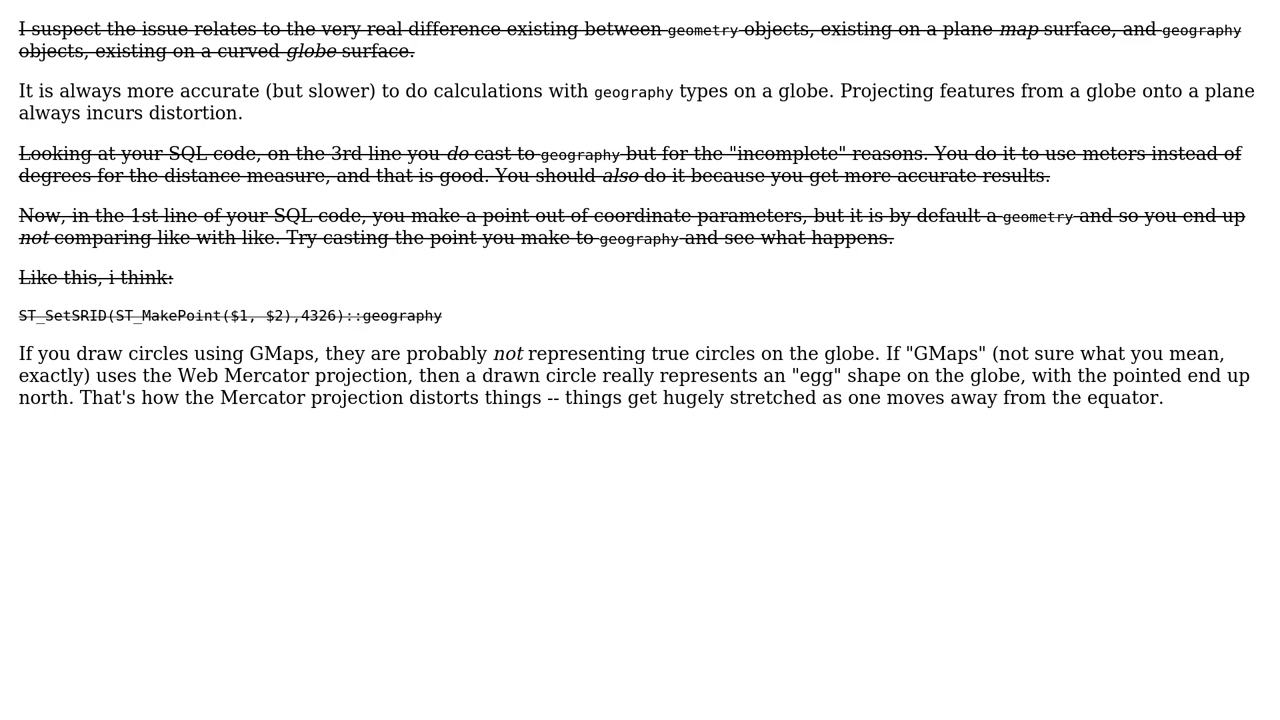 I suspect the issue relates to the very real difference existing between geometry objects, existing on a plane map surface, and geography
objects, existing on a curved globe surface.
It is always more accurate (but slower) to do calculations with geography types on a globe. Projecting features from a globe onto a plane
always incurs distortion.
Looking at your SQL code, on the 3rd line you do cast to geography but for the "incomplete" reasons. You do it to use meters instead of
degrees for the distance measure, and that is good. You should also do it because you get more accurate results.
Now, in the 1st line of your SQL code, you make a point out of coordinate parameters, but it is by default a geometry and so you end up
not comparing like with like. Try casting the point you make to geography and see what happens.
Like this, i think:
ST_SetSRID(ST_MakePoint($1, $2),4326)::geography
If you draw circles using GMaps, they are probably not representing true circles on the globe. If "GMaps" (not sure what you mean,
exactly) uses the Web Mercator projection, then a drawn circle really represents an "egg" shape on the globe, with the pointed end up
north. That's how the Mercator projection distorts things -- things get hugely stretched as one moves away from the equator.